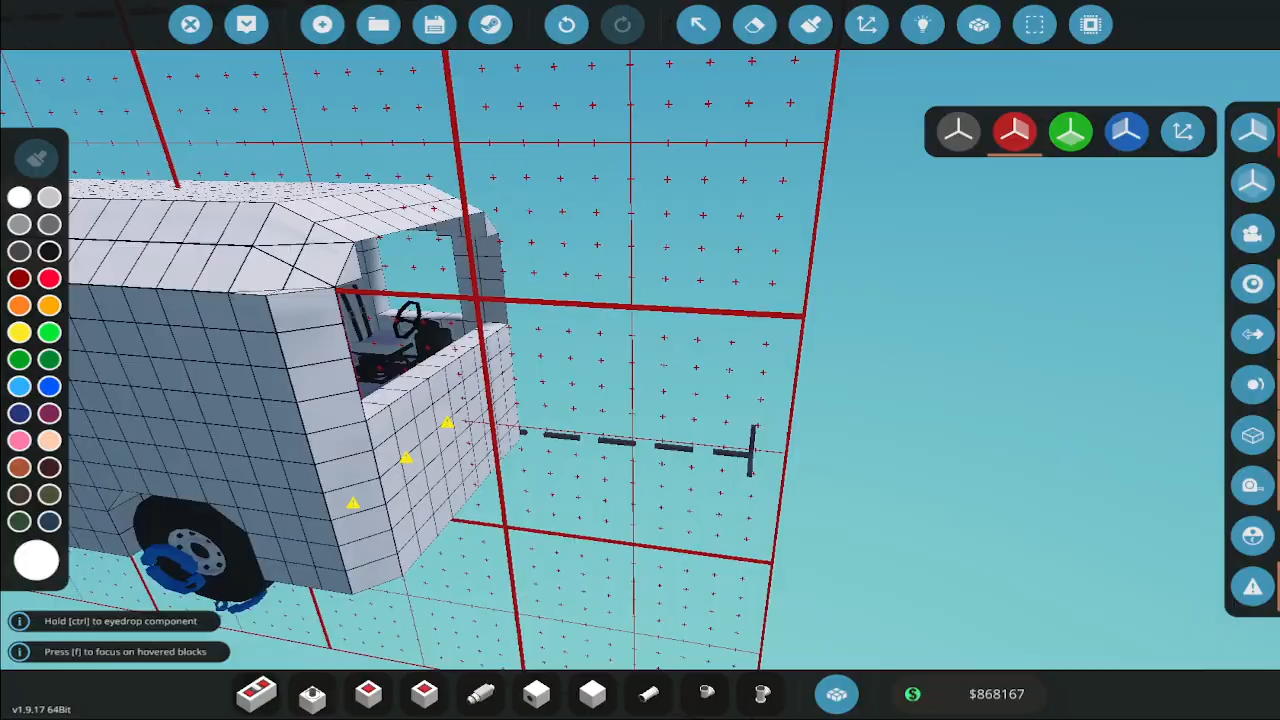 Hold [ctrl] to eyedrop component
Press [f] to focus on hovered blocks
v1.9.17 64Bit
$
$868167